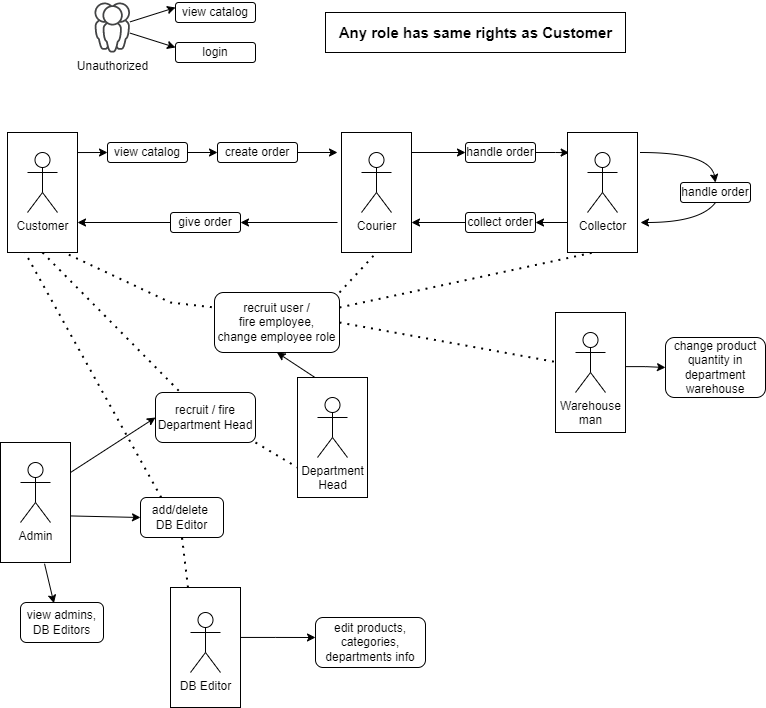 view catalog
login
Unauthorized
Any role has same rights as Customer
Customer
view catalog
create order
Courier
handle order
Collector
handle order
give order
collect order
recruit user /
fire employee,
change employee role
Warehouse
man
change product
quantity in
department
warehouse
recruit / fire
Department Head
Department
Head
Admin
add/delete
DB Editor
view admins,
DB Editors
DB Editor
edit products,
categories,
departments info